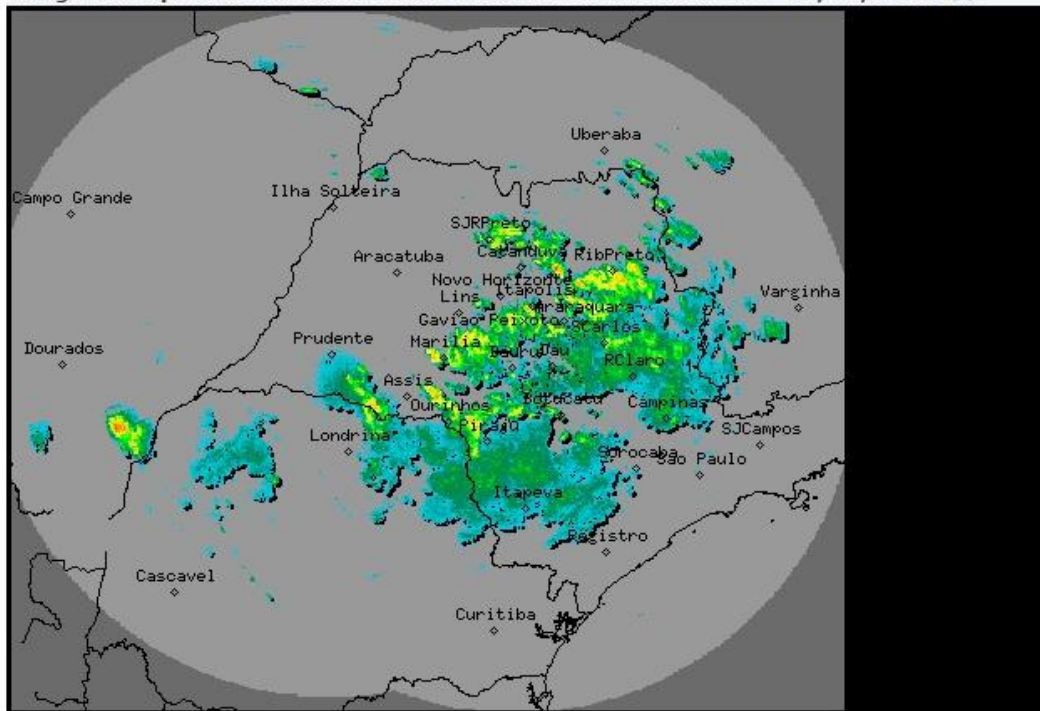 Uberaba
Campo Grande
Ilha Solteira
SJRPreto
Catanduva
Aracatuba
RibPreto
Novo Horizonte
Itapolis
Lins
Araraquara
Varginha
Gaviao Peixoto
SCarlos
Prudente
Marilia
Dourados
Bauru
Jau
RClaro
Assis
Ourinhos
Botucatu
Campinas
Piraju
Londrina
SJCampos
Sorocaba
Sao Paulo
Itapeva
Registro
Cascavel
Curitiba